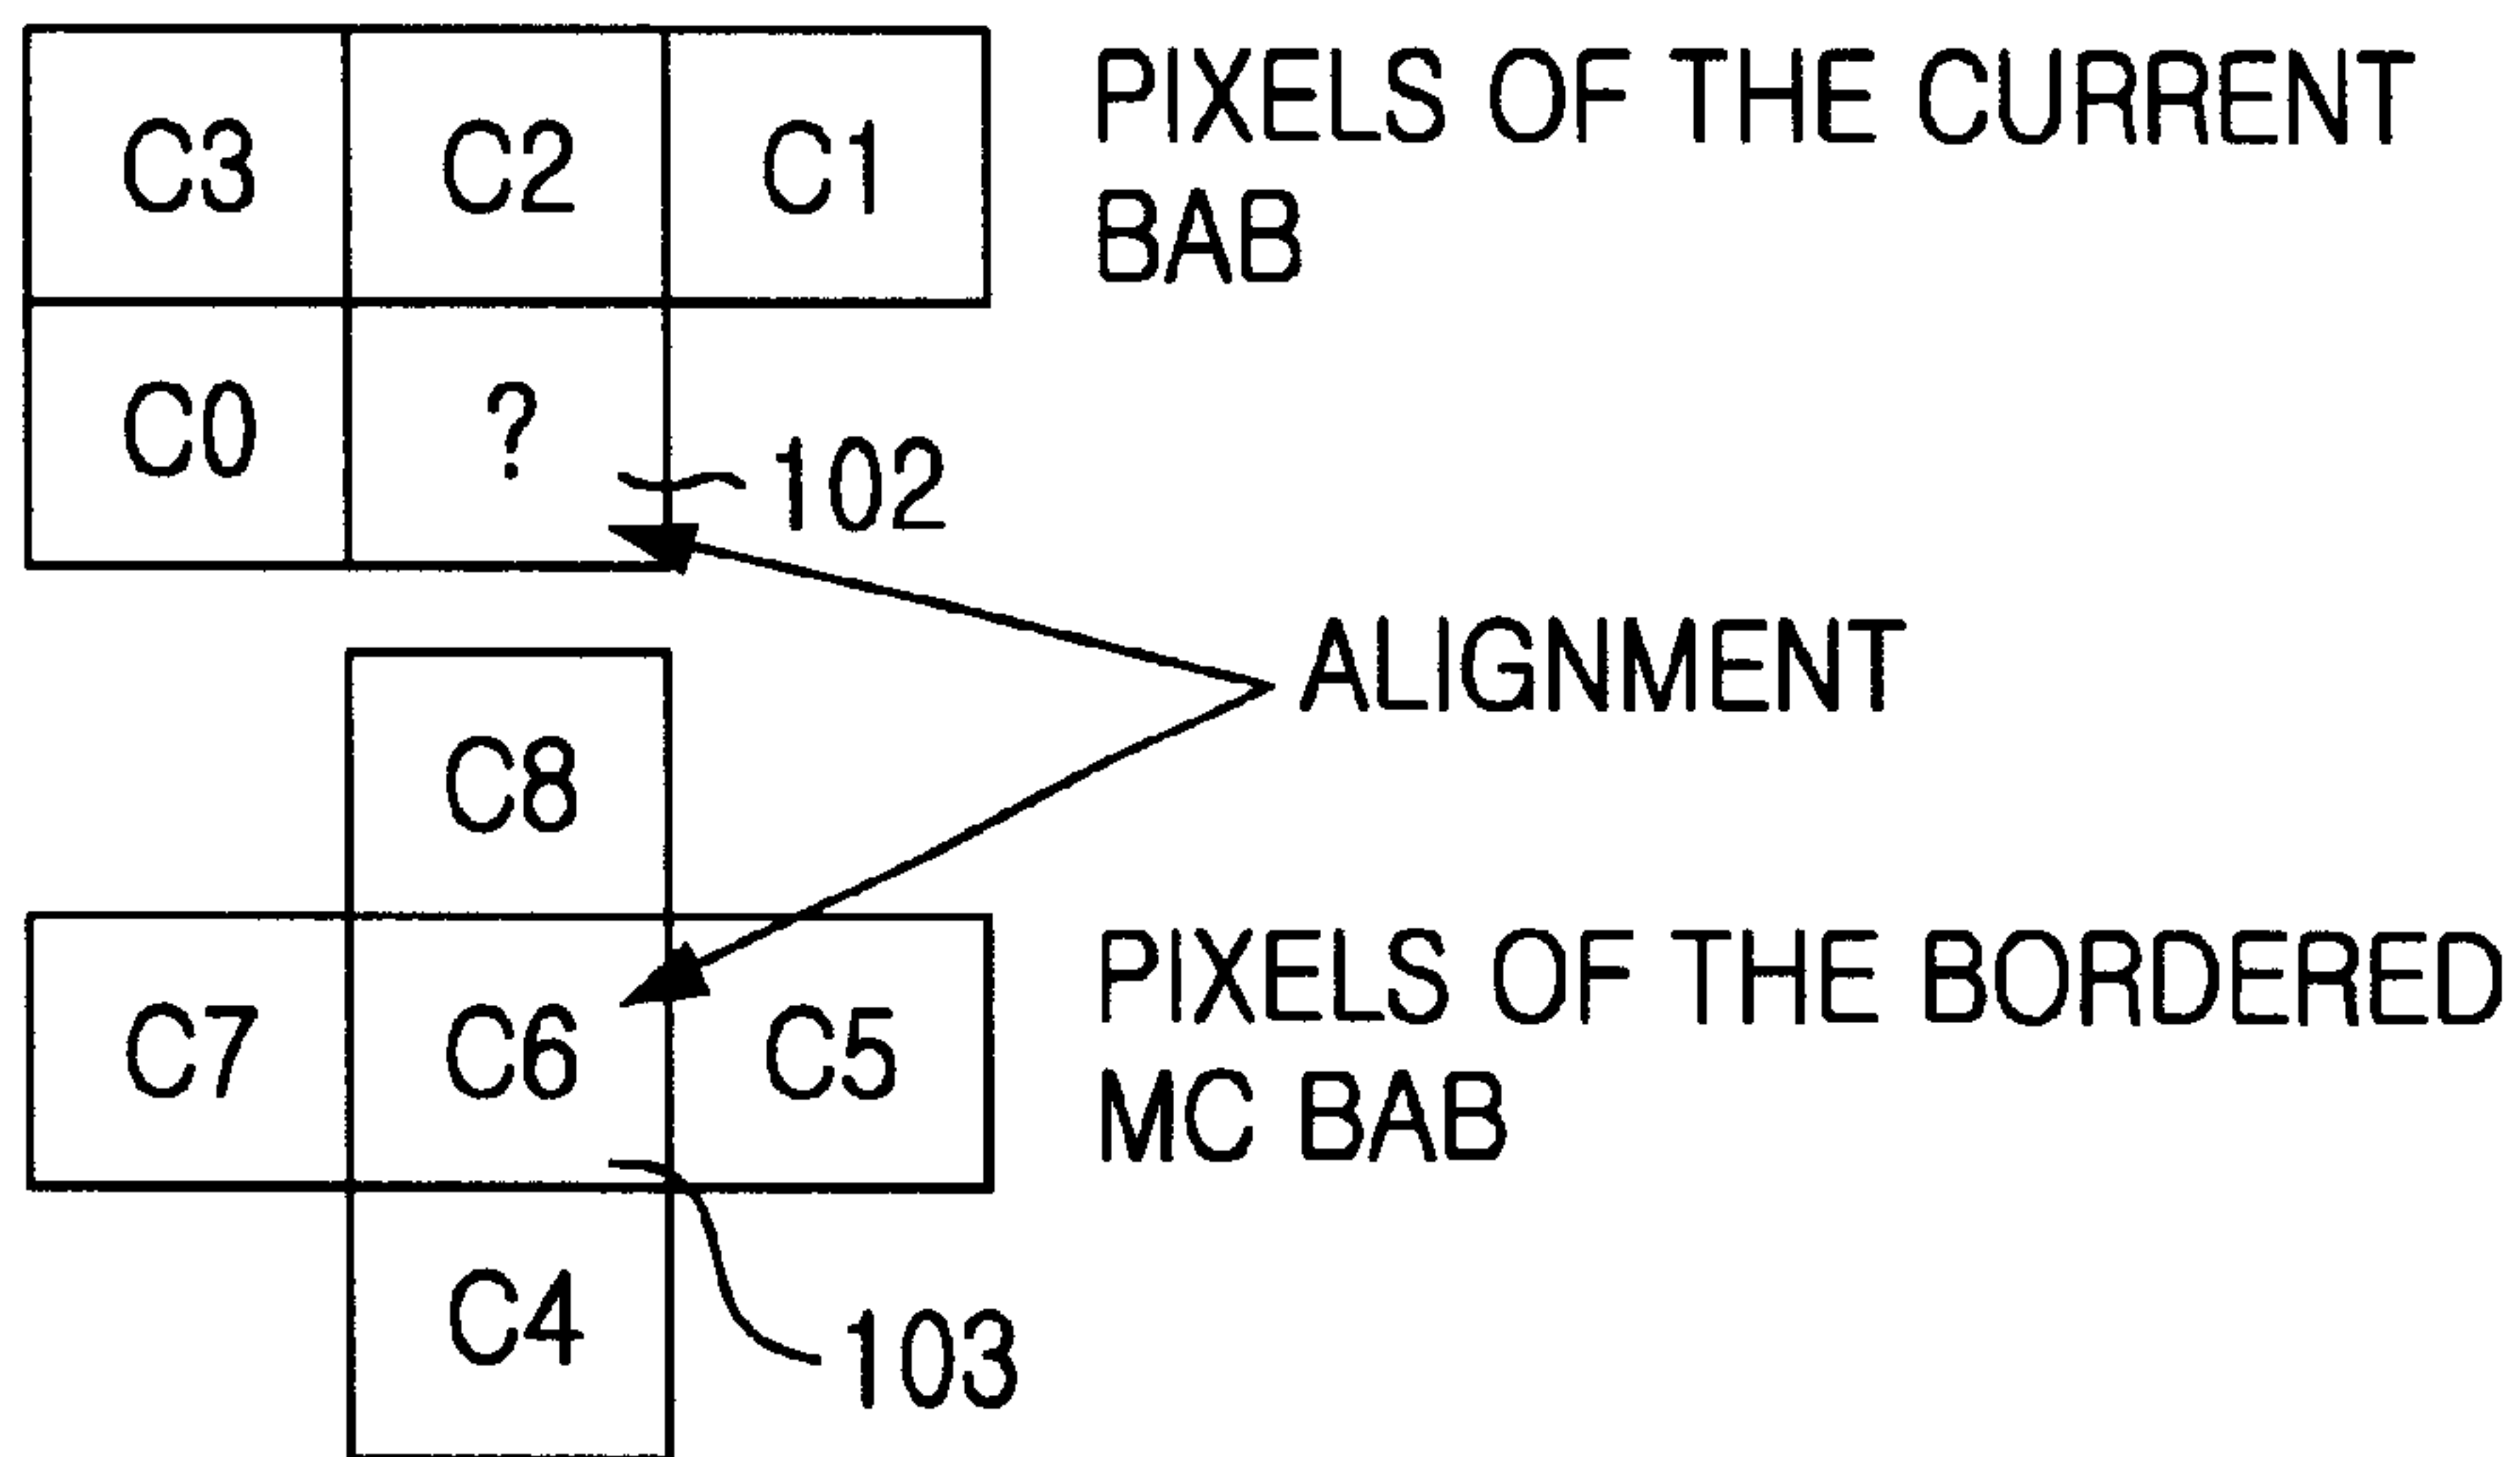 C3 C2 C1
PIXELS OF THE CURRENT
BAB
C0 ?
102
ALIGNMENT
C8
C7 C6 C5
PIXELS OF THE BORDERED
MC BAB
C4
103